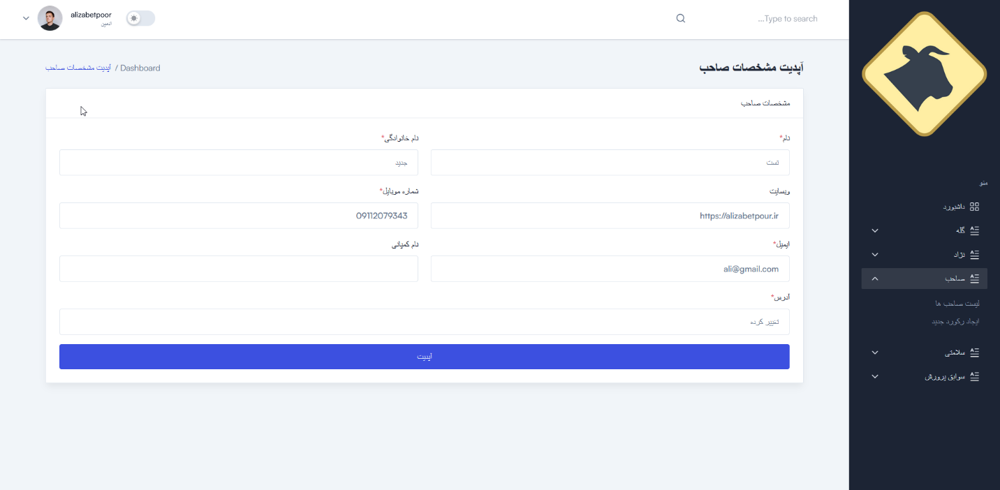 alizabetpoor
ادمین
Type to search...
آپدیت مشخصات صاحب
Dashboard / آپدیت مشخصات صاحب
مشخصات صاحب
نام*
نام خانوادگی*
تست
جدید
وبسایت
شماره موبایل*
https://alizabetpour.ir
09112079343
ایمیل*
نام کمپانی
ali@gmail.com
آدرس*
تغییر کرده
آپدیت
منو
داشبورد
گله
نژاد
صاحب
لیست صاحب ها
ایجاد رکورد جدید
سلامتی
سوابق پرورش